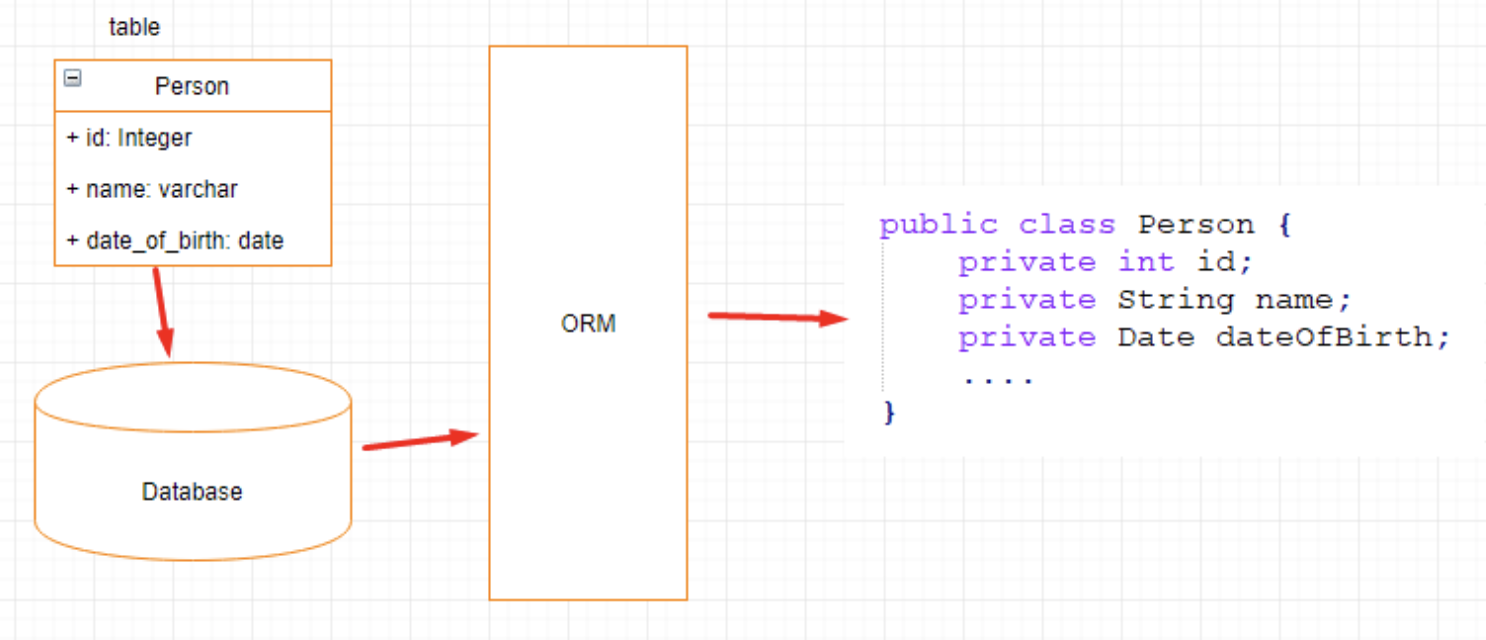 table
Person
+ id: Integer
+ name: varchar
+ date_of_birth: date
Database
ORM
public class Person {
private int id;
private String name;
private Date dateOfBirth;
....
}